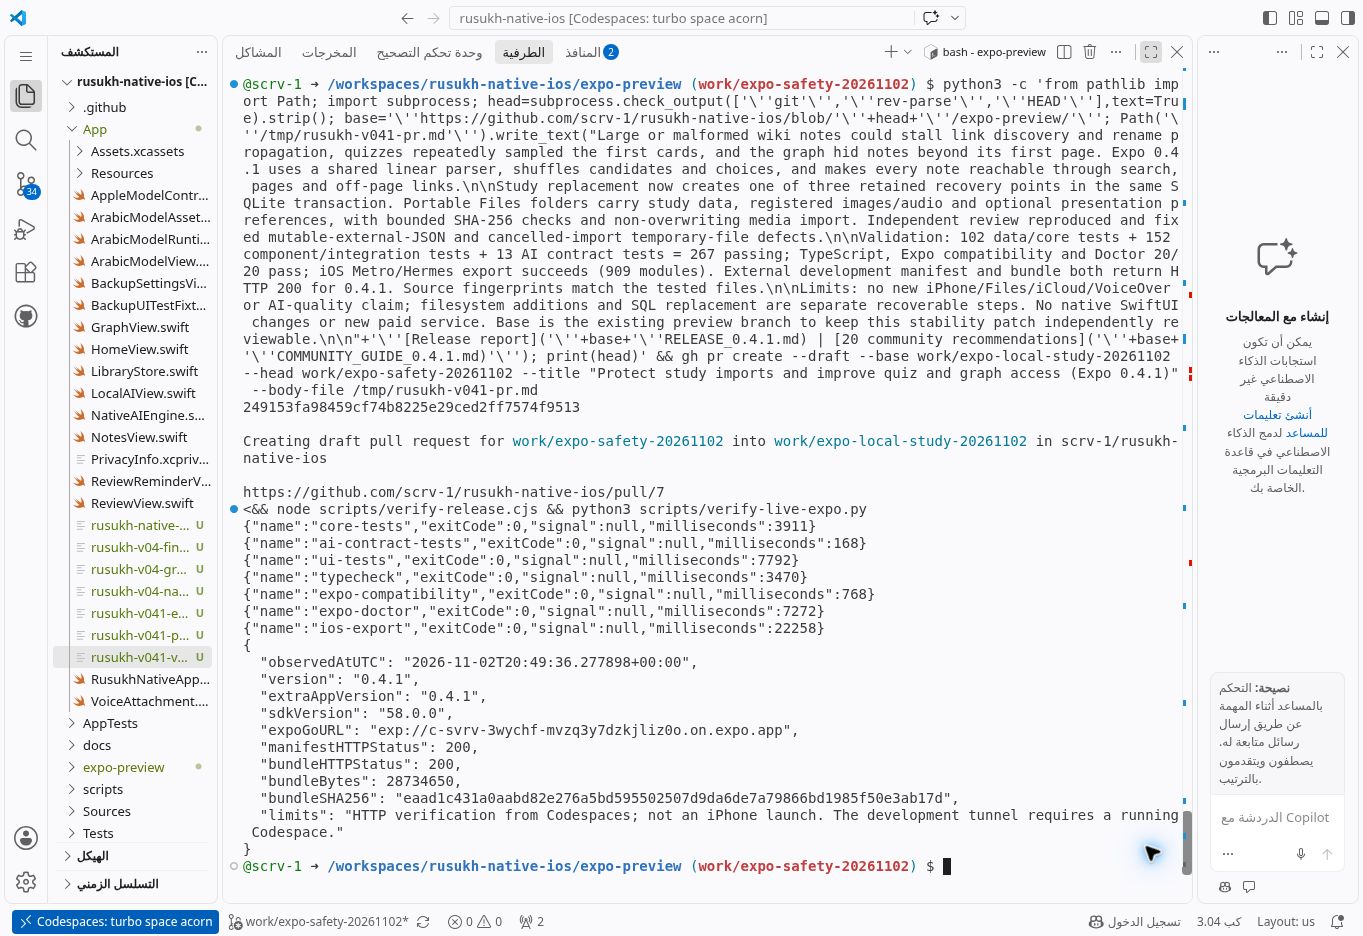 rusukh-native-ios [Codespaces: turbo space acorn]
المستكشف
rusukh-native-ios [C...
.github
App
Assets.xcassets
Resources
AppleModelContr...
ArabicModelAsset...
ArabicModelRunti...
ArabicModelView....
BackupSettingsVi...
BackupUITestFixt...
GraphView.swift
HomeView.swift
LibraryStore.swift
LocalAIView.swift
NativeAIEngine.s...
NotesView.swift
PrivacyInfo.xcpriv...
ReviewReminderV...
ReviewView.swift
rusukh-native-... U
rusukh-v04-fin... U
rusukh-v04-gr... U
rusukh-v04-na... U
rusukh-v041-e... U
rusukh-v041-p... U
rusukh-v041-v... U
RusukhNativeApp...
VoiceAttachment....
AppTests
docs
expo-preview
scripts
Sources
Tests
الهيكل
التسلسل الزمني
34
المشاكل
المخرجات
وحدة تحكم التصحيح
الطرفية
المنافذ 2
bash - expo-preview
@scrv-1 ➜ /workspaces/rusukh-native-ios/expo-preview (work/expo-safety-20261102) $ python3 -c 'from pathlib imp
ort Path; import subprocess; head=subprocess.check_output(['\''git'\'','\''rev-parse'\'','\''HEAD'\''],text=Tru
e).strip(); base='\''https://github.com/scrv-1/rusukh-native-ios/blob/'\''+head+'\''/expo-preview/'\''; Path('\
''/tmp/rusukh-v041-pr.md'\'').write_text("Large or malformed wiki notes could stall link discovery and rename p
ropagation, quizzes repeatedly sampled the first cards, and the graph hid notes beyond its first page. Expo 0.4
.1 uses a shared linear parser, shuffles candidates and choices, and makes every note reachable through search,
pages and off-page links.\n\nStudy replacement now creates one of three retained recovery points in the same S
QLite transaction. Portable Files folders carry study data, registered images/audio and optional presentation p
references, with bounded SHA-256 checks and non-overwriting media import. Independent review reproduced and fix
ed mutable-external-JSON and cancelled-import temporary-file defects.\n\nValidation: 102 data/core tests + 152
component/integration tests + 13 AI contract tests = 267 passing; TypeScript, Expo compatibility and Doctor 20/
20 pass; iOS Metro/Hermes export succeeds (909 modules). External development manifest and bundle both return H
TTP 200 for 0.4.1. Source fingerprints match the tested files.\n\nLimits: no new iPhone/Files/iCloud/VoiceOver
or AI-quality claim; filesystem additions and SQL replacement are separate recoverable steps. No native SwiftUI
changes or new paid service. Base is the existing preview branch to keep this stability patch independently re
viewable.\n\n"+'\''[Release report]('\''+base+'\''RELEASE_0.4.1.md) | [20 community recommendations]('\''+base+
'\''COMMUNITY_GUIDE_0.4.1.md)'\''); print(head)' && gh pr create --draft --base work/expo-local-study-20261102
--head work/expo-safety-20261102 --title "Protect study imports and improve quiz and graph access (Expo 0.4.1)"
--body-file /tmp/rusukh-v041-pr.md
249153fa98459cf74b8225e29ced2ff7574f9513
Creating draft pull request for work/expo-safety-20261102 into work/expo-local-study-20261102 in scrv-1/rusukh-
native-ios
https://github.com/scrv-1/rusukh-native-ios/pull/7
<&& node scripts/verify-release.cjs && python3 scripts/verify-live-expo.py
{"name":"core-tests","exitCode":0,"signal":null,"milliseconds":3911}
{"name":"ai-contract-tests","exitCode":0,"signal":null,"milliseconds":168}
{"name":"ui-tests","exitCode":0,"signal":null,"milliseconds":7792}
{"name":"typecheck","exitCode":0,"signal":null,"milliseconds":3470}
{"name":"expo-compatibility","exitCode":0,"signal":null,"milliseconds":768}
{"name":"expo-doctor","exitCode":0,"signal":null,"milliseconds":7272}
{"name":"ios-export","exitCode":0,"signal":null,"milliseconds":22258}
{
"observedAtUTC": "2026-11-02T20:49:36.277898+00:00",
"version": "0.4.1",
"extraAppVersion": "0.4.1",
"sdkVersion": "58.0.0",
"expoGoURL": "exp://c-svrv-3wychf-mvzq3y7dzkjliz0o.on.expo.app",
"manifestHTTPStatus": 200,
"bundleHTTPStatus": 200,
"bundleBytes": 28734650,
"bundleSHA256": "eaad1c431a0aabd82e276a5bd595502507d9da6de7a79866bd1985f50e3ab17d",
"limits": "HTTP verification from Codespaces; not an iPhone launch. The development tunnel requires a running
Codespace."
}
@scrv-1 ➜ /workspaces/rusukh-native-ios/expo-preview (work/expo-safety-20261102) $
إنشاء مع المعالجات
يمكن أن تكون
استجابات الذكاء
الاصطناعي غير
دقيقة
أنشئ تعليمات
للمساعد لدمج الذكاء
الاصطناعي في قاعدة
التعليمات البرمجية
الخاصة بك.
نصيحة: التحكم
بالمساعد أثناء المهمة
عن طريق إرسال
رسائل متابعة له.
يصطفون ويتقدمون
بالترتيب.
الدردشة مع Copilot
Codespaces: turbo space acorn
work/expo-safety-20261102*
0
0
2
تسجيل الدخول
كب 3.04
Layout: us